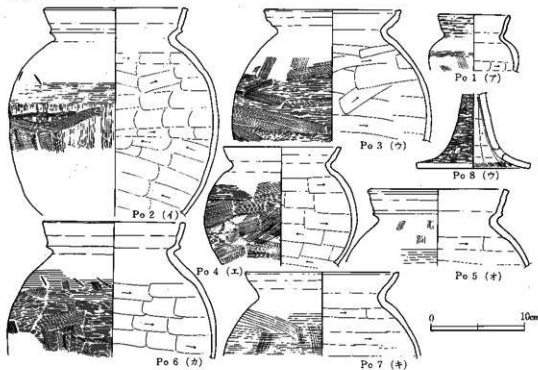 Po 1 (ア)
Po 2 (イ)
Po 3 (ウ)
Po 8 (ウ)
Po 4 (エ)
Po 5 (オ)
Po 6 (カ)
Po 7 (キ)
0 10cm